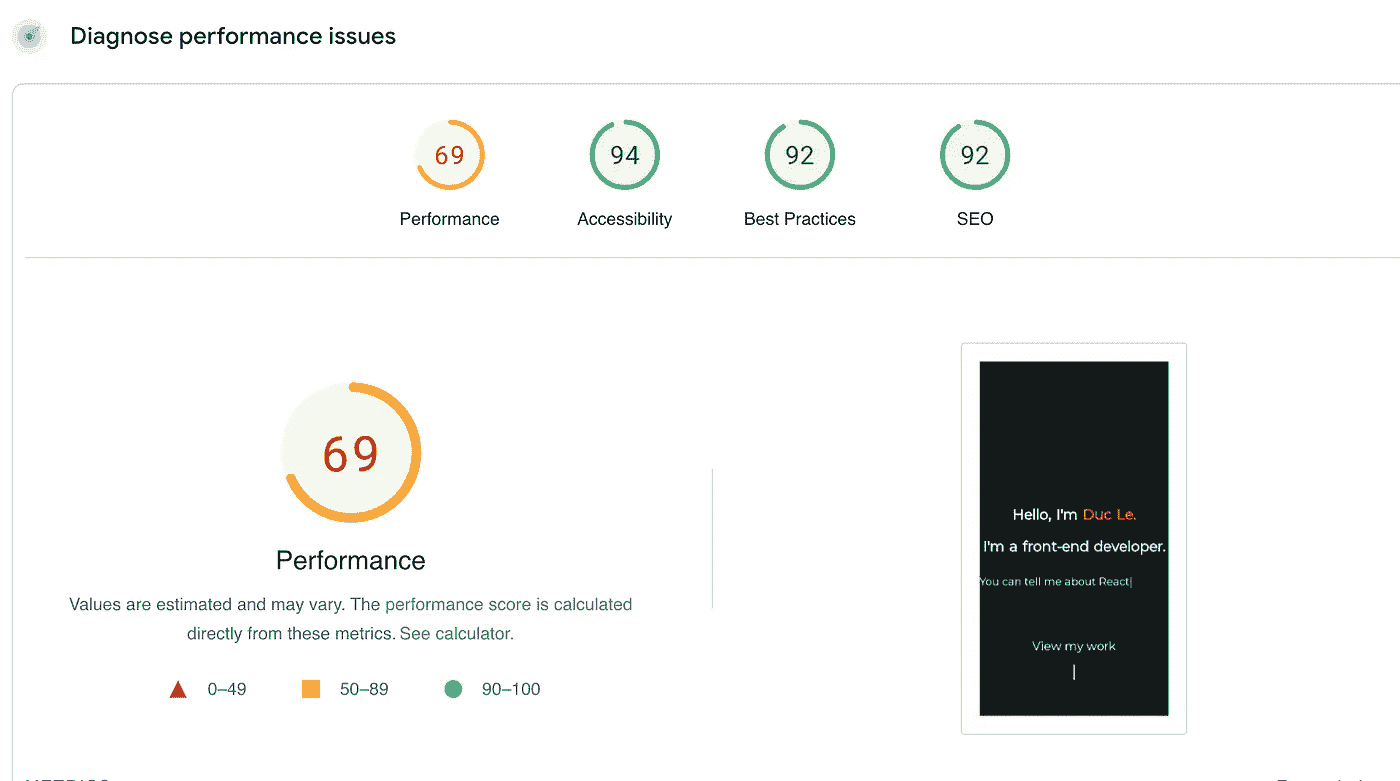 Diagnose performance issues
69
94
92
92
Performance
Accessibility
Best Practices
SEO
69
Performance
Values are estimated and may vary. The performance score is calculated
directly from these metrics. See calculator.
0–49
50–89
90–100
Hello, I'm Duc Le.
I'm a front-end developer.
You can tell me about React|
View my work